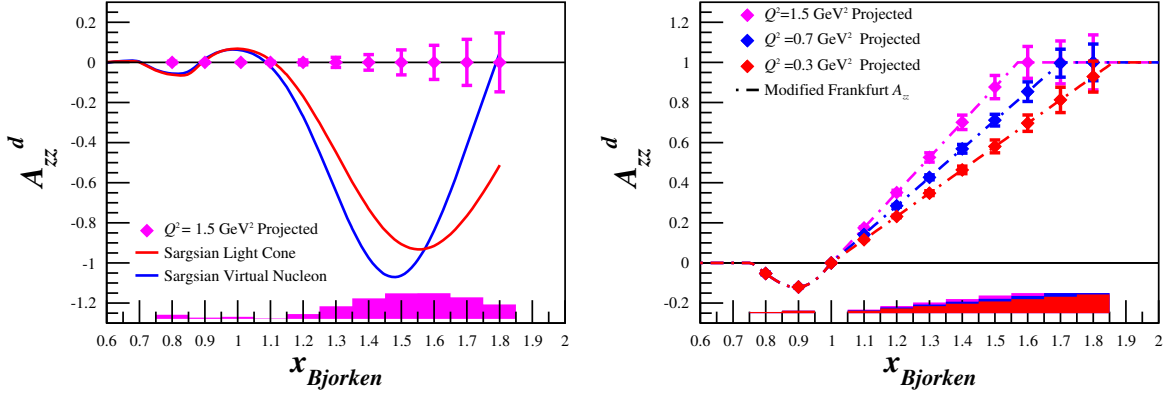 0.2
0
-0.2
-0.4
-0.6
-0.8
-1
-1.2
A_zz^d
Q² = 1.5 GeV² Projected
Sargsian Light Cone
Sargsian Virtual Nucleon
0.6 0.7 0.8 0.9 1 1.1 1.2 1.3 1.4 1.5 1.6 1.7 1.8 1.9 2
x_Bjorken
1.2
1
0.8
0.6
0.4
0.2
0
-0.2
A_zz^d
Q²=1.5 GeV² Projected
Q²=0.7 GeV² Projected
Q²=0.3 GeV² Projected
Modified Frankfurt A_zz
0.6 0.7 0.8 0.9 1 1.1 1.2 1.3 1.4 1.5 1.6 1.7 1.8 1.9 2
x_Bjorken